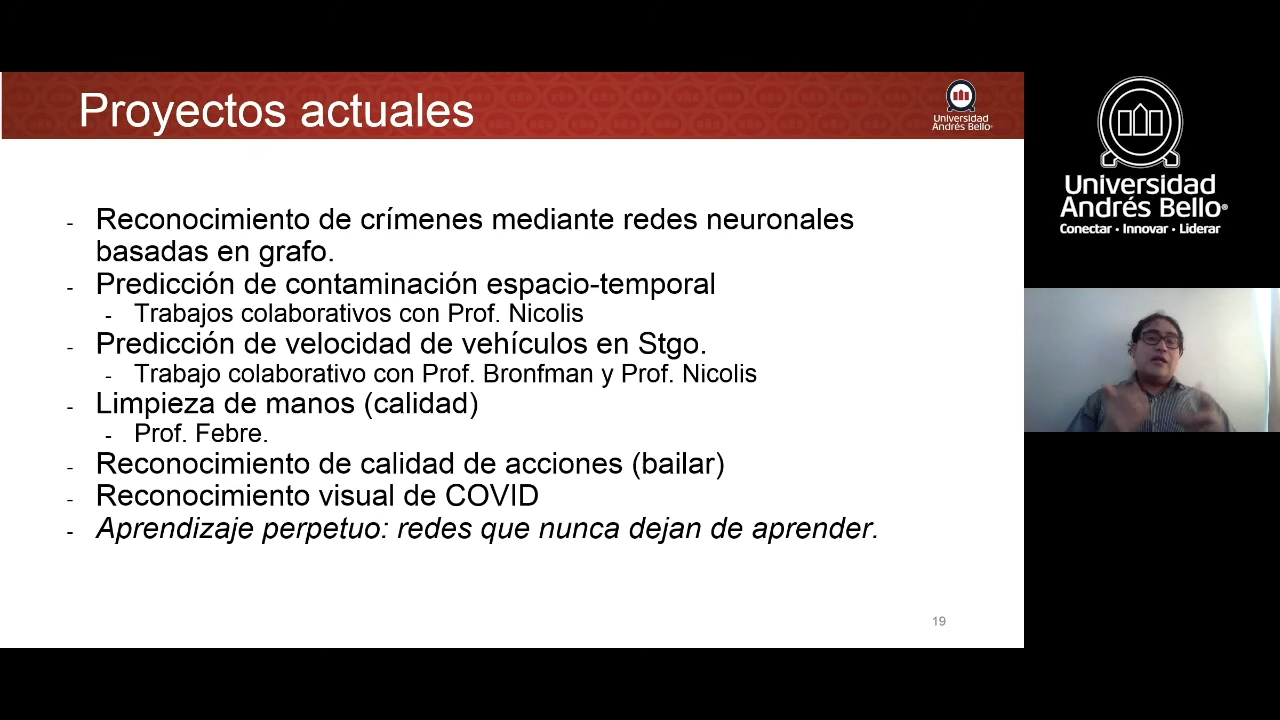 Proyectos actuales
Universidad
Andrés Bello
- Reconocimiento de crímenes mediante redes neuronales
basadas en grafo.
- Predicción de contaminación espacio-temporal
- Trabajos colaborativos con Prof. Nicolis
- Predicción de velocidad de vehículos en Stgo.
- Trabajo colaborativo con Prof. Bronfman y Prof. Nicolis
- Limpieza de manos (calidad)
- Prof. Febre.
- Reconocimiento de calidad de acciones (bailar)
- Reconocimiento visual de COVID
- Aprendizaje perpetuo: redes que nunca dejan de aprender.
19
Universidad
Andrés Bello®
Conectar • Innovar • Liderar